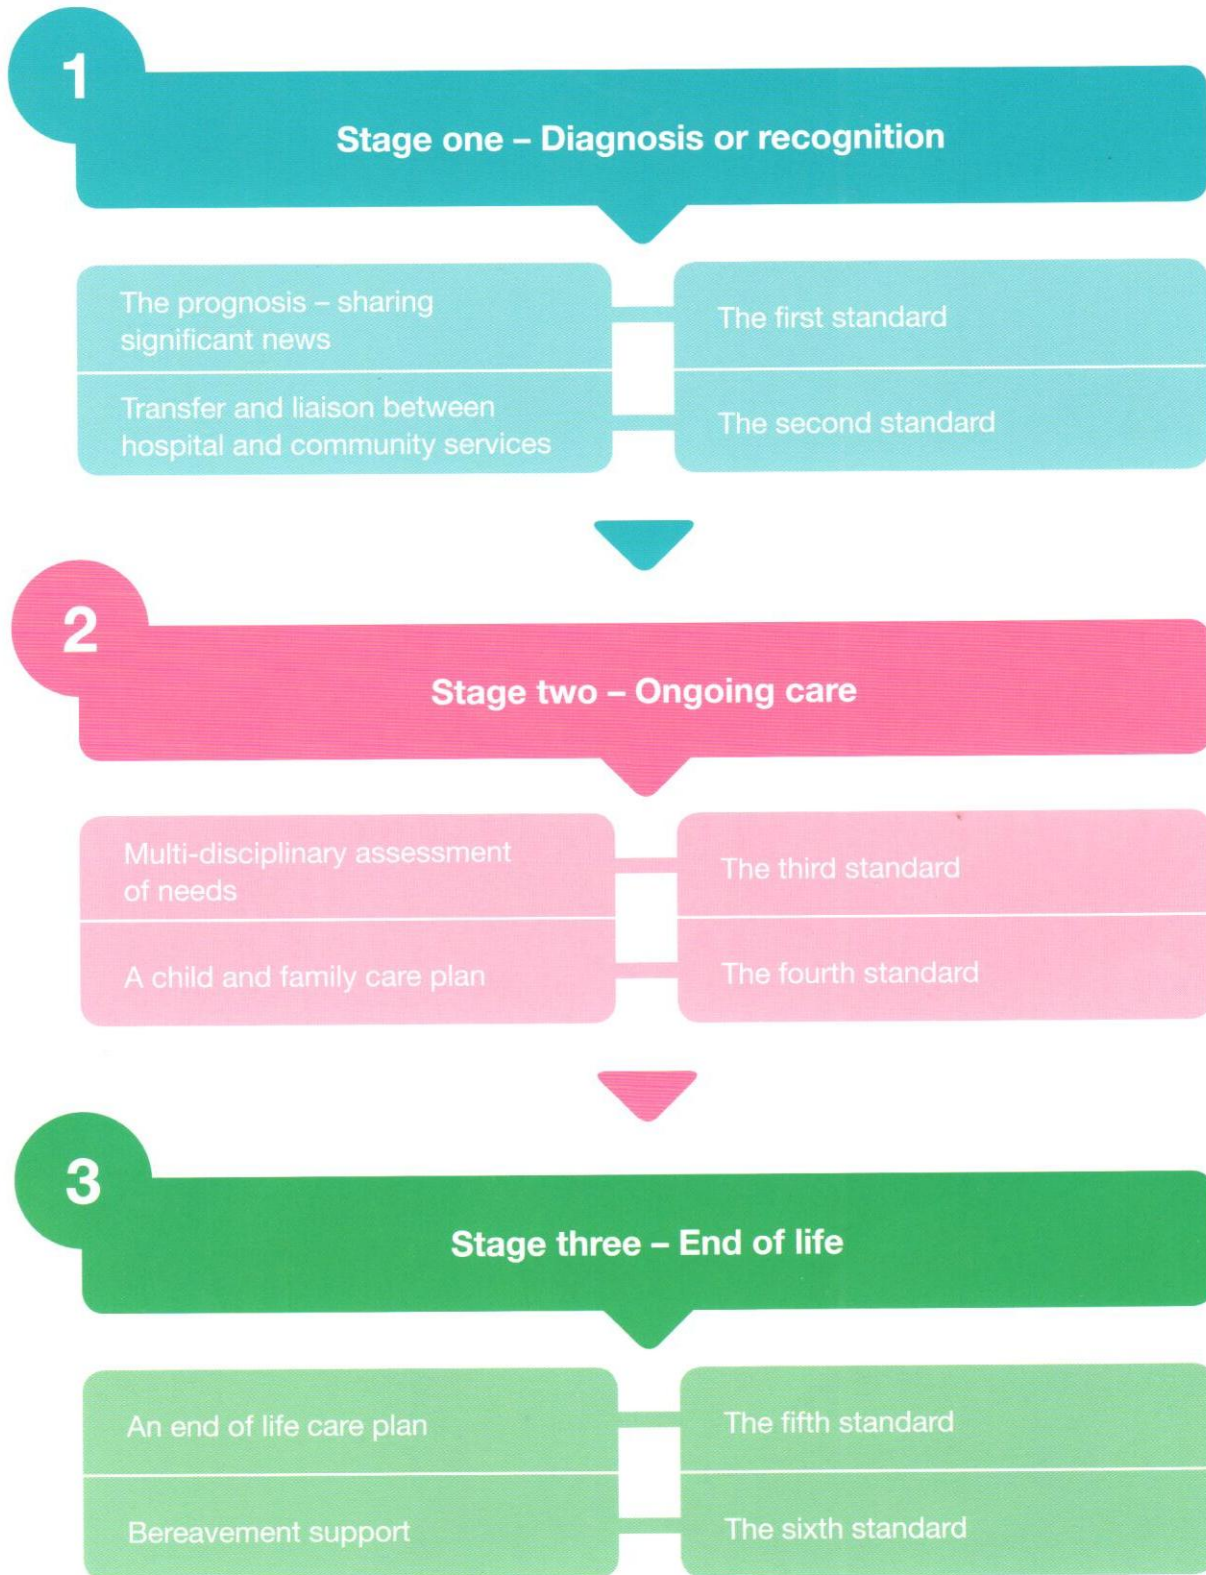 1
Stage one – Diagnosis or recognition
The prognosis – sharing
significant news
The first standard
Transfer and liaison between
hospital and community services
The second standard
2
Stage two – Ongoing care
Multi-disciplinary assessment
of needs
The third standard
A child and family care plan
The fourth standard
3
Stage three – End of life
An end of life care plan
The fifth standard
Bereavement support
The sixth standard